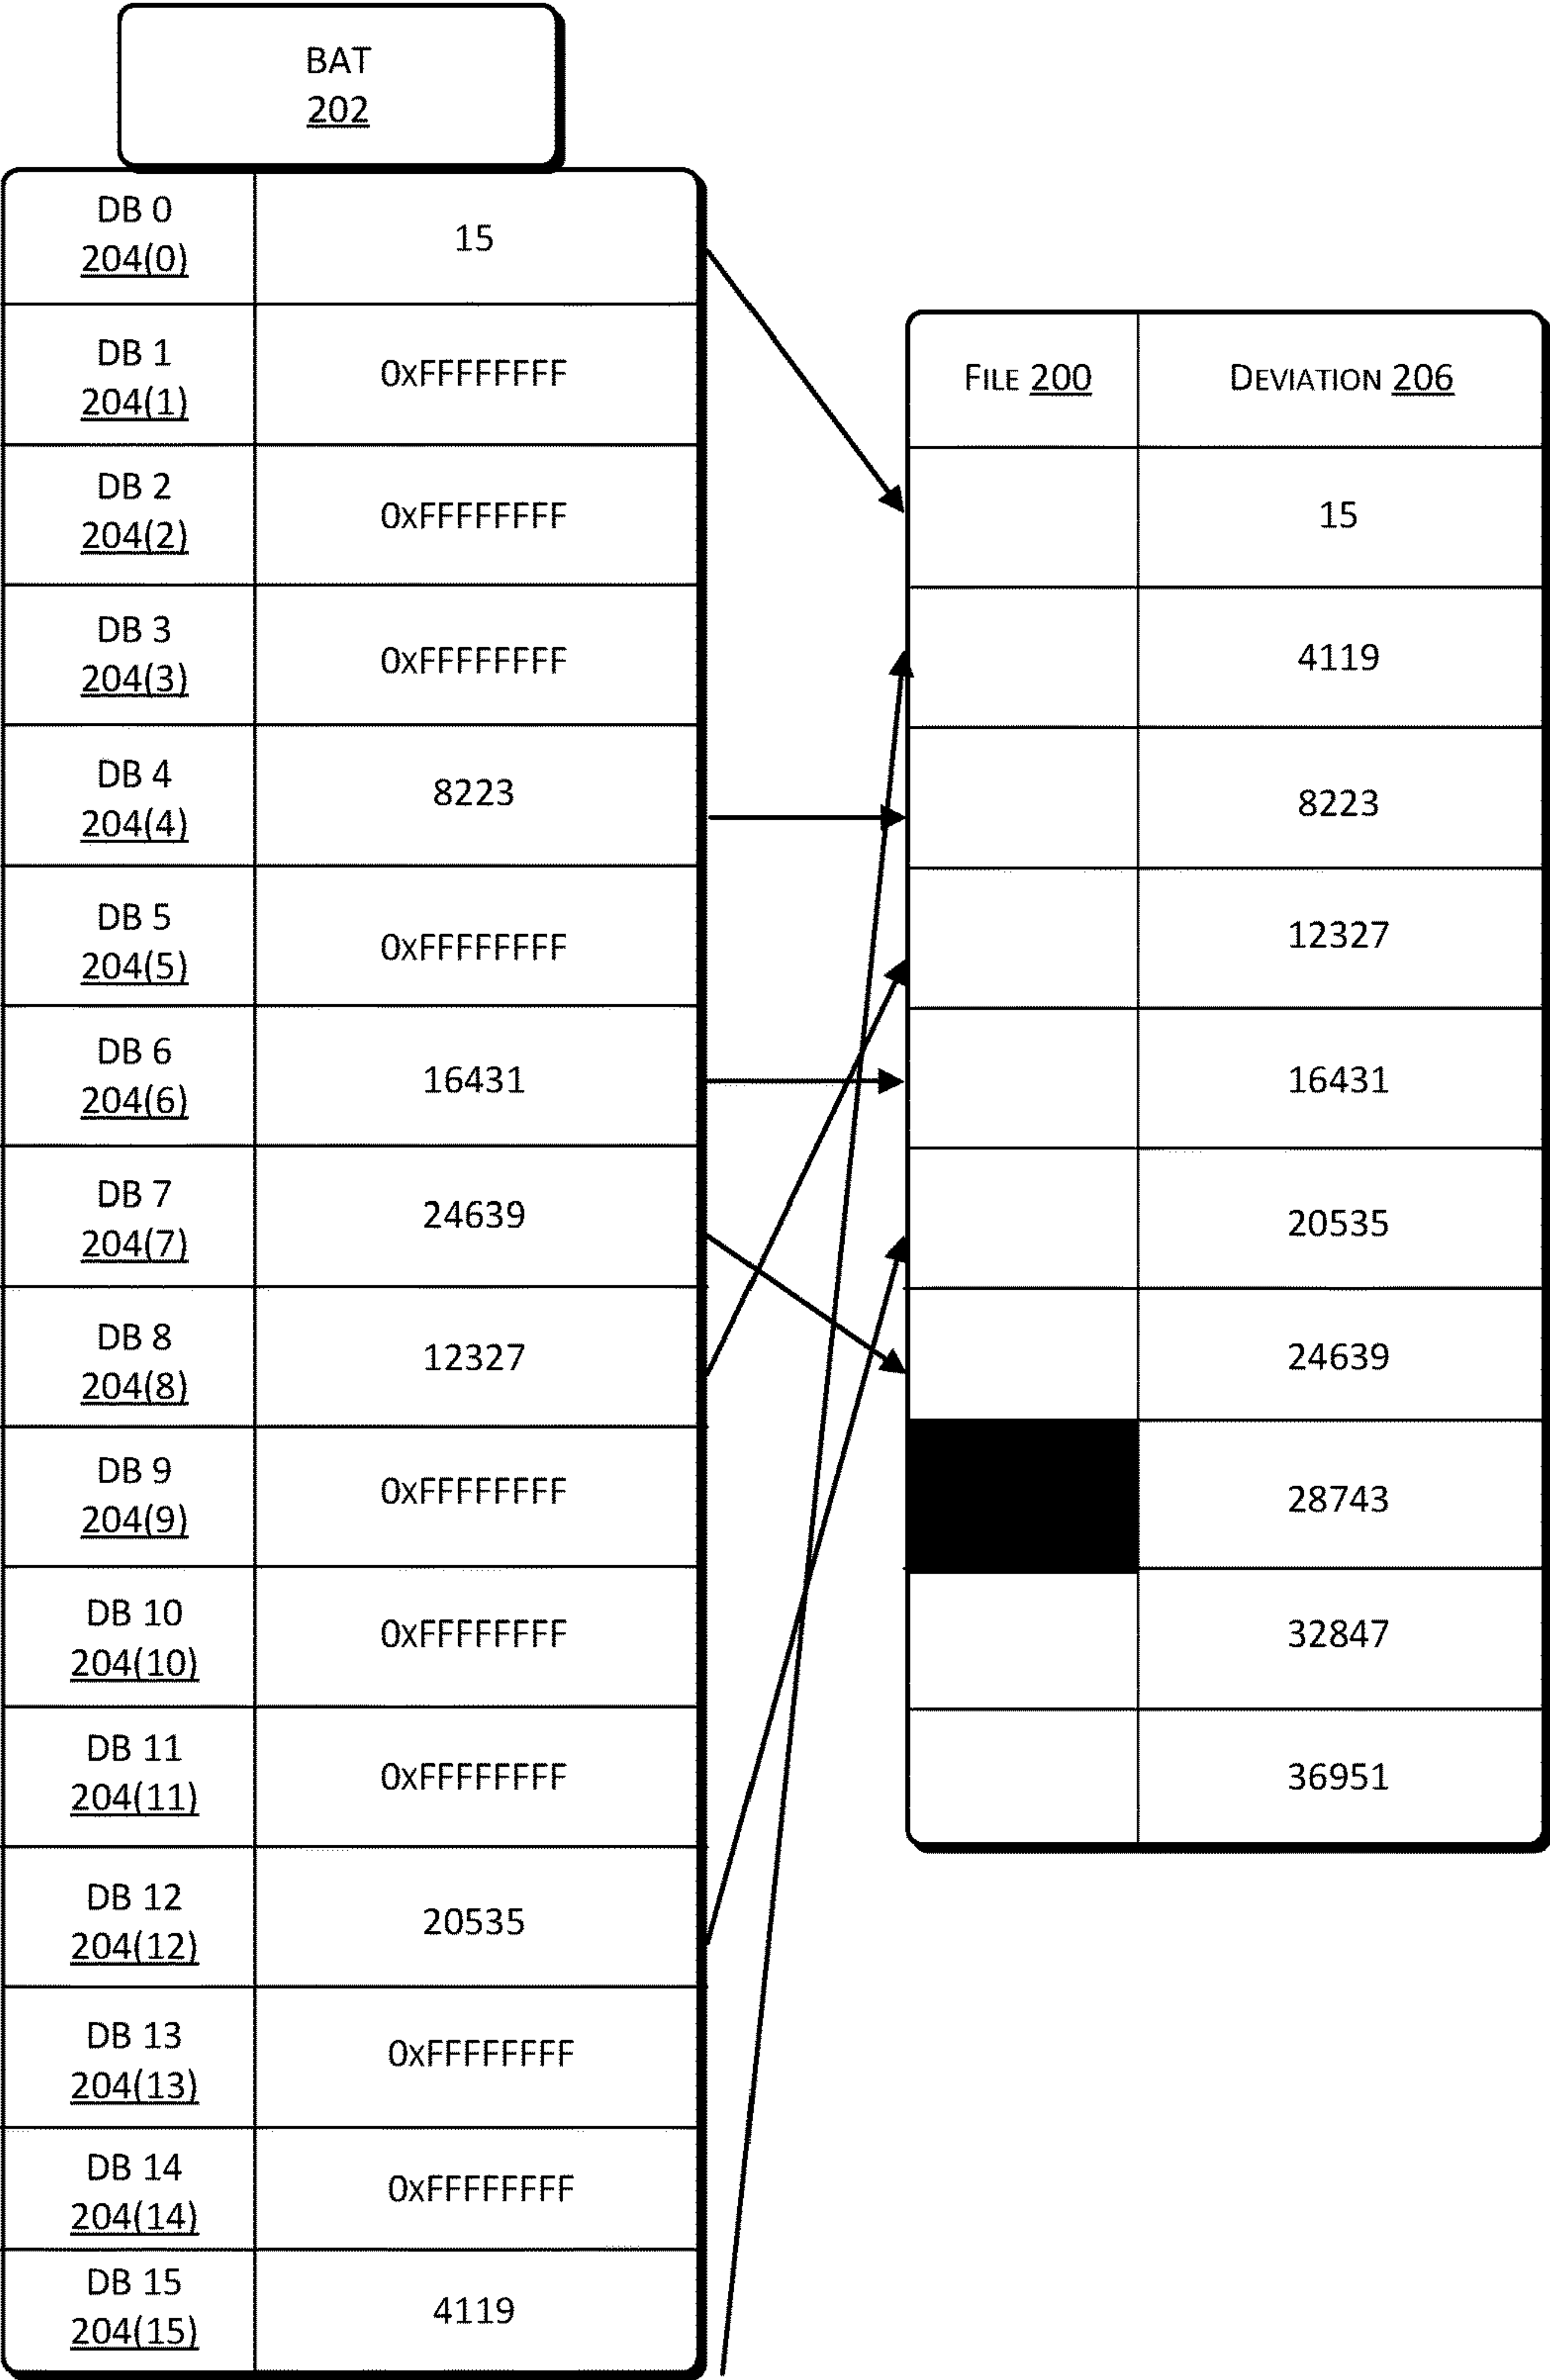 BAT
202
DB 0
204(0)
15
DB 1
204(1)
0xFFFFFFFF
DB 2
204(2)
0xFFFFFFFF
DB 3
204(3)
0xFFFFFFFF
DB 4
204(4)
8223
DB 5
204(5)
0xFFFFFFFF
DB 6
204(6)
16431
DB 7
204(7)
24639
DB 8
204(8)
12327
DB 9
204(9)
0xFFFFFFFF
DB 10
204(10)
0xFFFFFFFF
DB 11
204(11)
0xFFFFFFFF
DB 12
204(12)
20535
DB 13
204(13)
0xFFFFFFFF
DB 14
204(14)
0xFFFFFFFF
DB 15
204(15)
4119
FILE 200 DEVIATION 206
15
4119
8223
12327
16431
20535
24639
28743
32847
36951